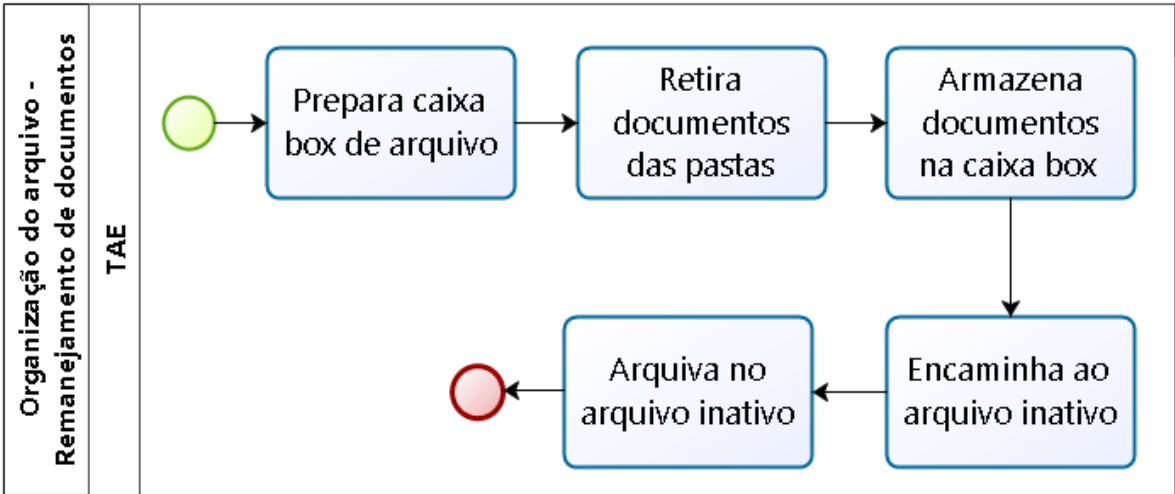 Organização do arquivo -
Remanejamento de documentos
TAE
Prepara caixa
box de arquivo
Retira
documentos
das pastas
Armazena
documentos
na caixa box
Encaminha ao
arquivo inativo
Arquiva no
arquivo inativo